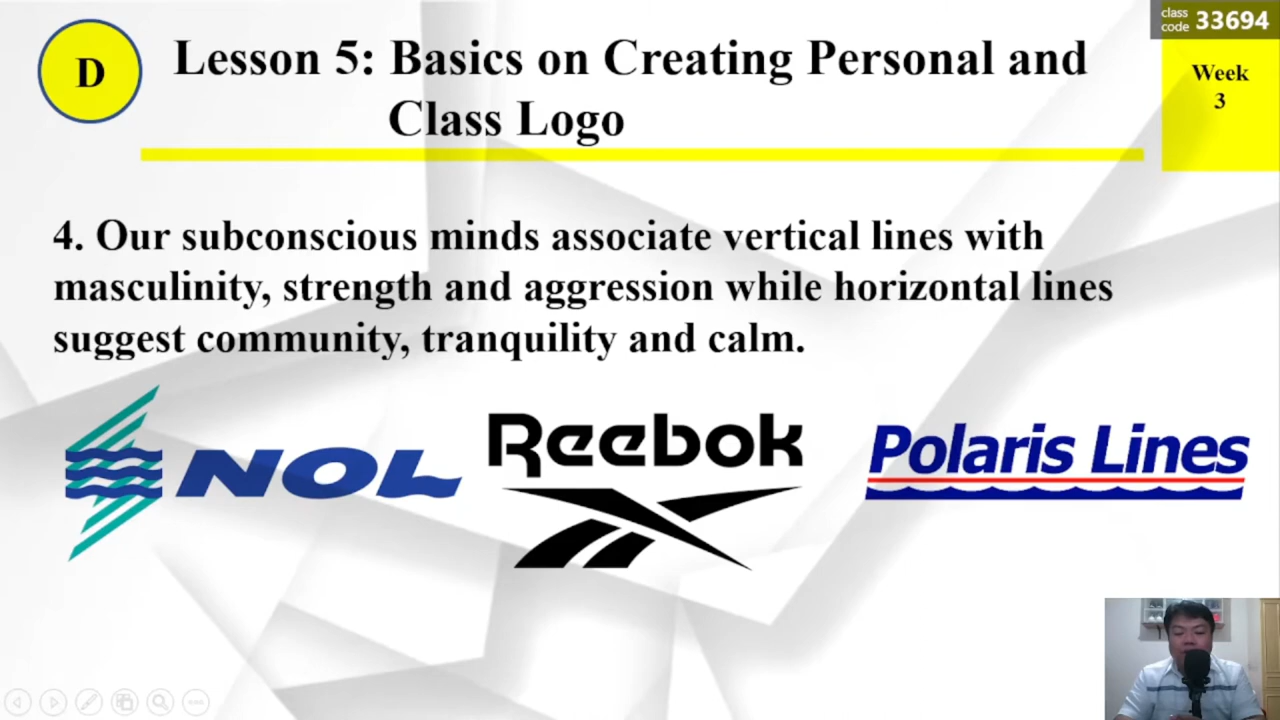 class
code 33694
D
Lesson 5: Basics on Creating Personal and
Class Logo
Week
3
4. Our subconscious minds associate vertical lines with
masculinity, strength and aggression while horizontal lines
suggest community, tranquility and calm.
NOL
Reebok
Polaris Lines